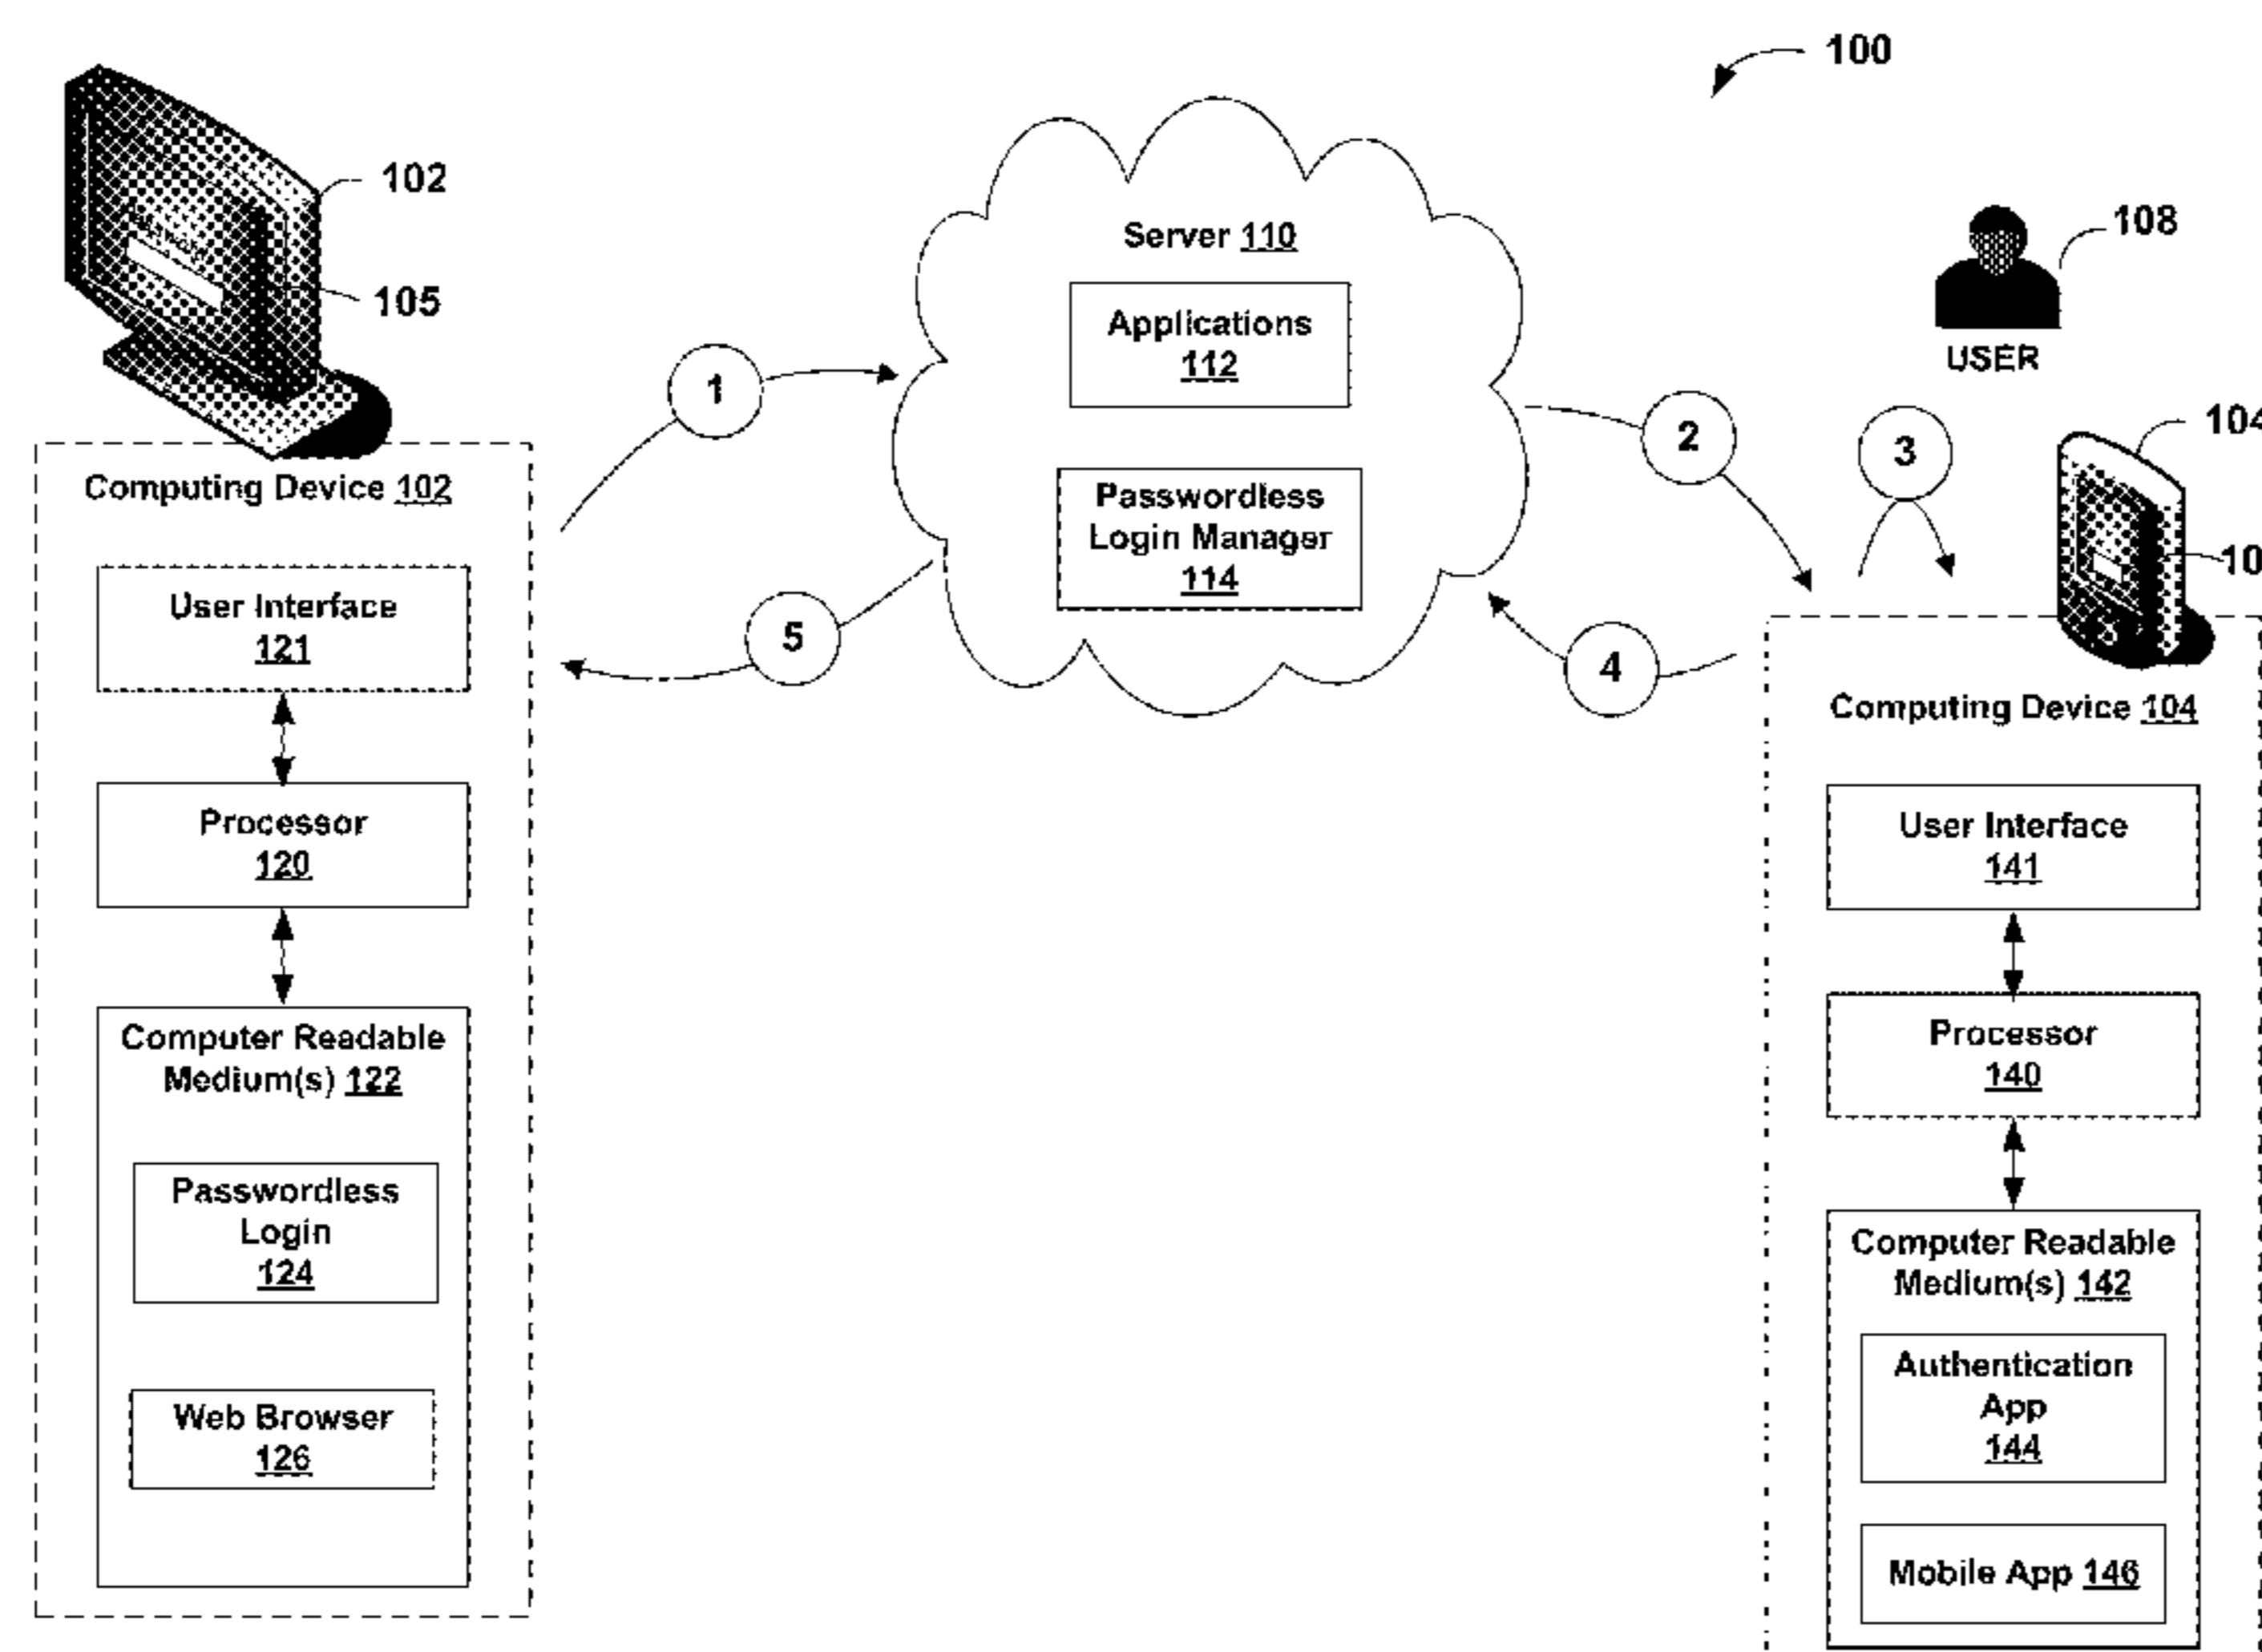 100
102
105
Server 110
Applications
112
Passwordless
Login Manager
114
108
USER
104
10
1
2
3
4
5
Computing Device 102
User Interface
121
Processor
120
Computer Readable
Medium(s) 122
Passwordless
Login
124
Web Browser
126
Computing Device 104
User Interface
141
Processor
140
Computer Readable
Medium(s) 142
Authentication
App
144
Mobile App 146